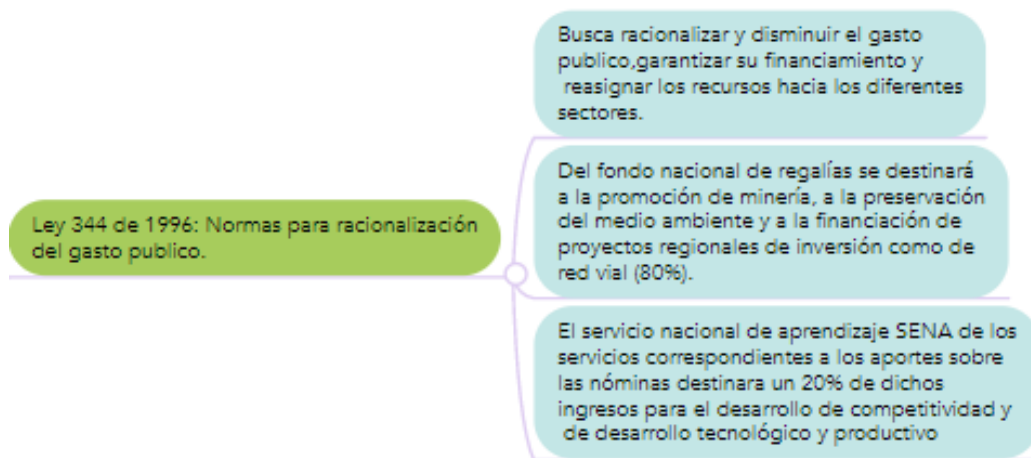 Busca racionalizar y disminuir el gasto
publico,garantizar su financiamiento y
reasignar los recursos hacia los diferentes
sectores.
Ley 344 de 1996: Normas para racionalización
del gasto publico.
Del fondo nacional de regalías se destinará
a la promoción de minería, a la preservación
del medio ambiente y a la financiación de
proyectos regionales de inversión como de
red vial (80%).
El servicio nacional de aprendizaje SENA de los
servicios correspondientes a los aportes sobre
las nóminas destinara un 20% de dichos
ingresos para el desarrollo de competitividad y
de desarrollo tecnológico y productivo